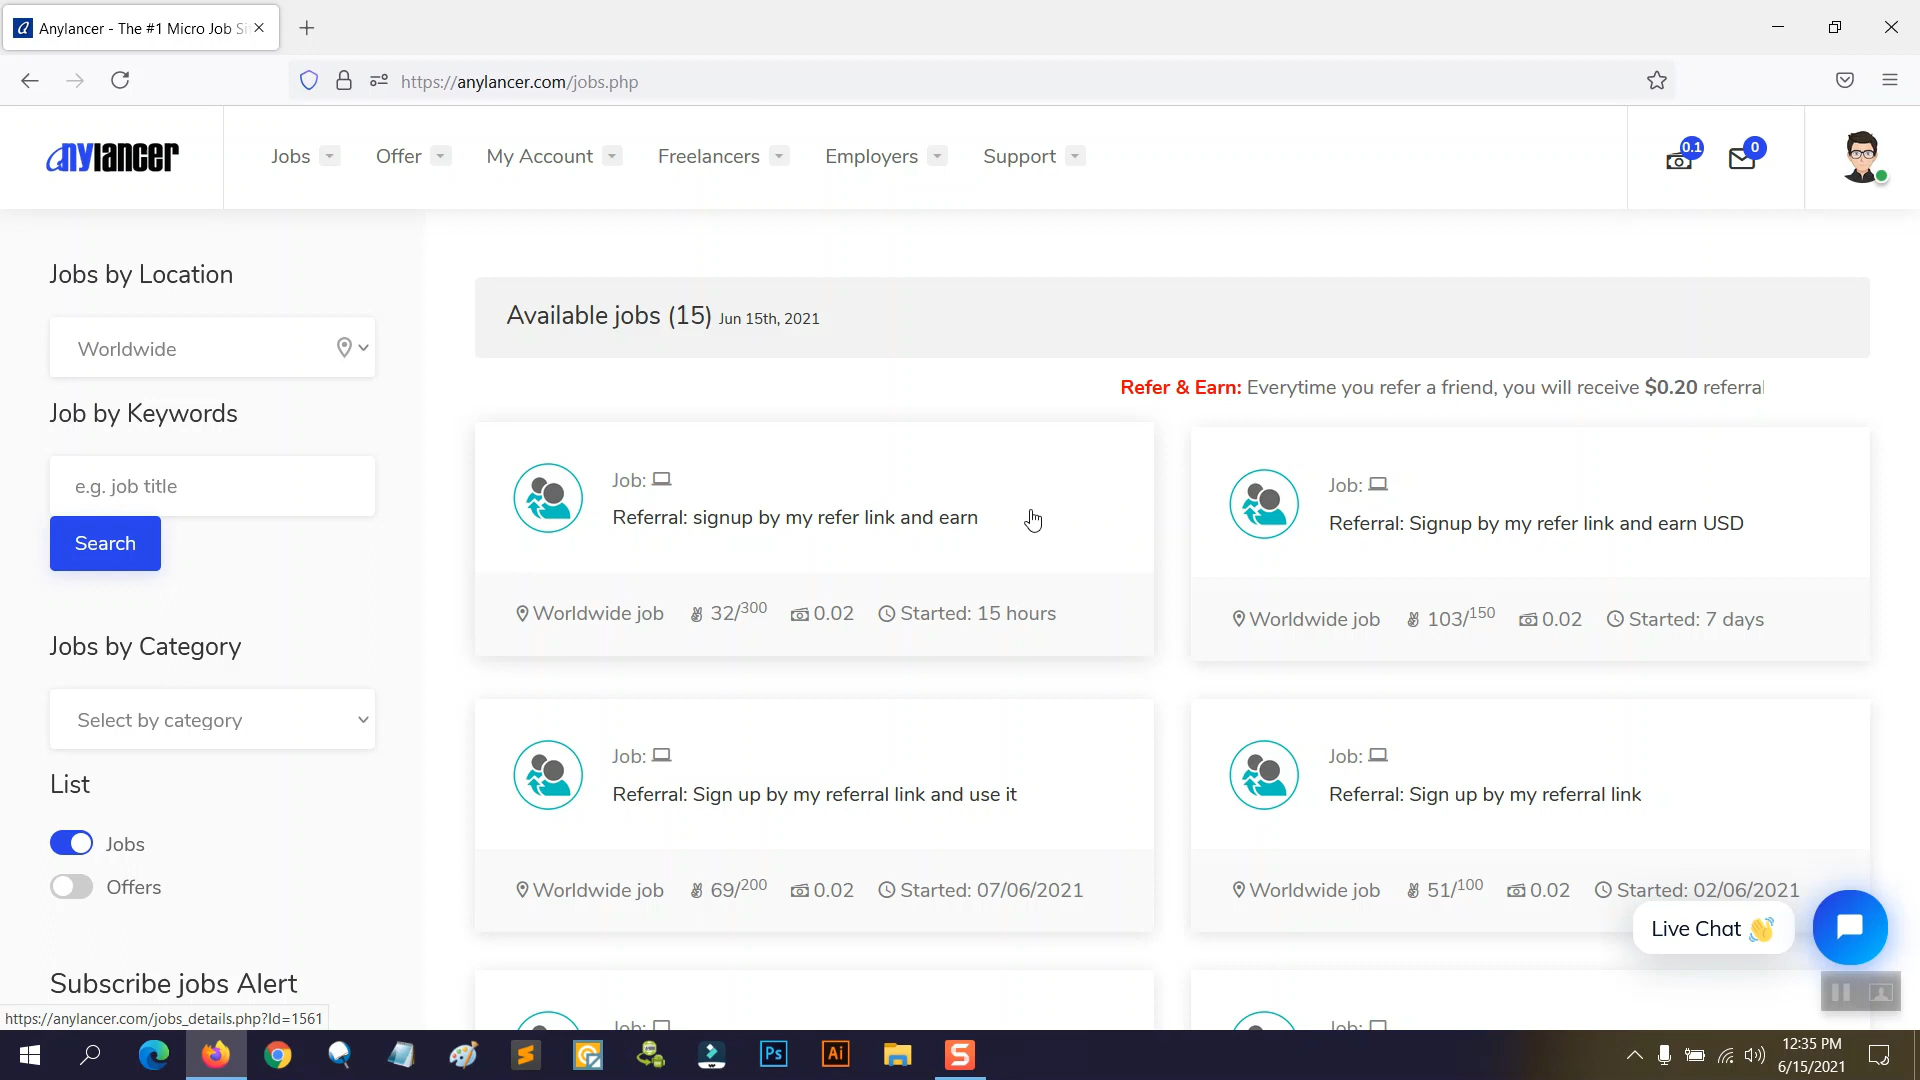 Anylancer - The #1 Micro Job Si
https://anylancer.com/jobs.php
anylancer
Jobs
Offer
My Account
Freelancers
Employers
Support
0.1
0
Jobs by Location
Worldwide
Job by Keywords
e.g. job title
Search
Jobs by Category
Select by category
List
Jobs
Offers
Subscribe jobs Alert
https://anylancer.com/jobs_details.php?Id=1561
Available jobs (15) Jun 15th, 2021
Refer & Earn: Everytime you refer a friend, you will receive $0.20 referral
Job:
Referral: signup by my refer link and earn
Worldwide job 32/300 0.02 Started: 15 hours
Job:
Referral: Signup by my refer link and earn USD
Worldwide job 103/150 0.02 Started: 7 days
Job:
Referral: Sign up by my referral link and use it
Worldwide job 69/200 0.02 Started: 07/06/2021
Job:
Referral: Sign up by my referral link
Worldwide job 51/100 0.02 Started: 02/06/2021
Job:
Job:
Live Chat 👋
Ps
Ai
12:35 PM
6/15/2021